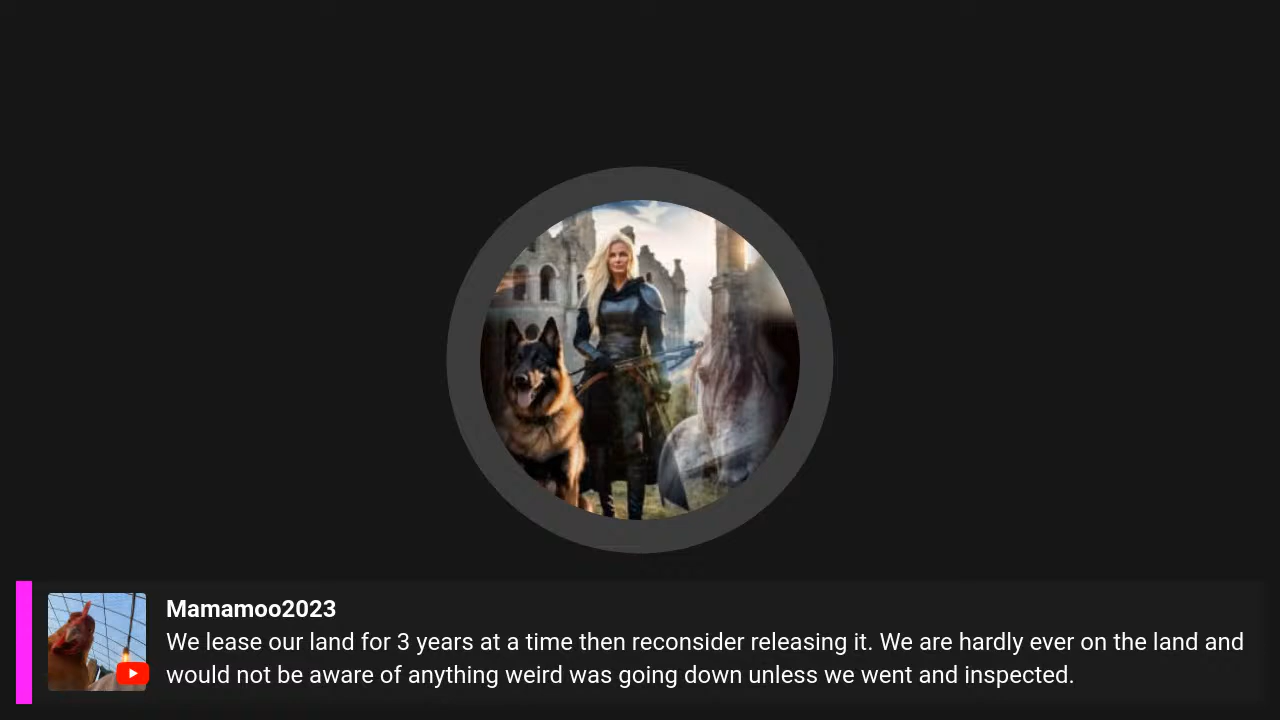 Mamamoo2023
We lease our land for 3 years at a time then reconsider releasing it. We are hardly ever on the land and
would not be aware of anything weird was going down unless we went and inspected.